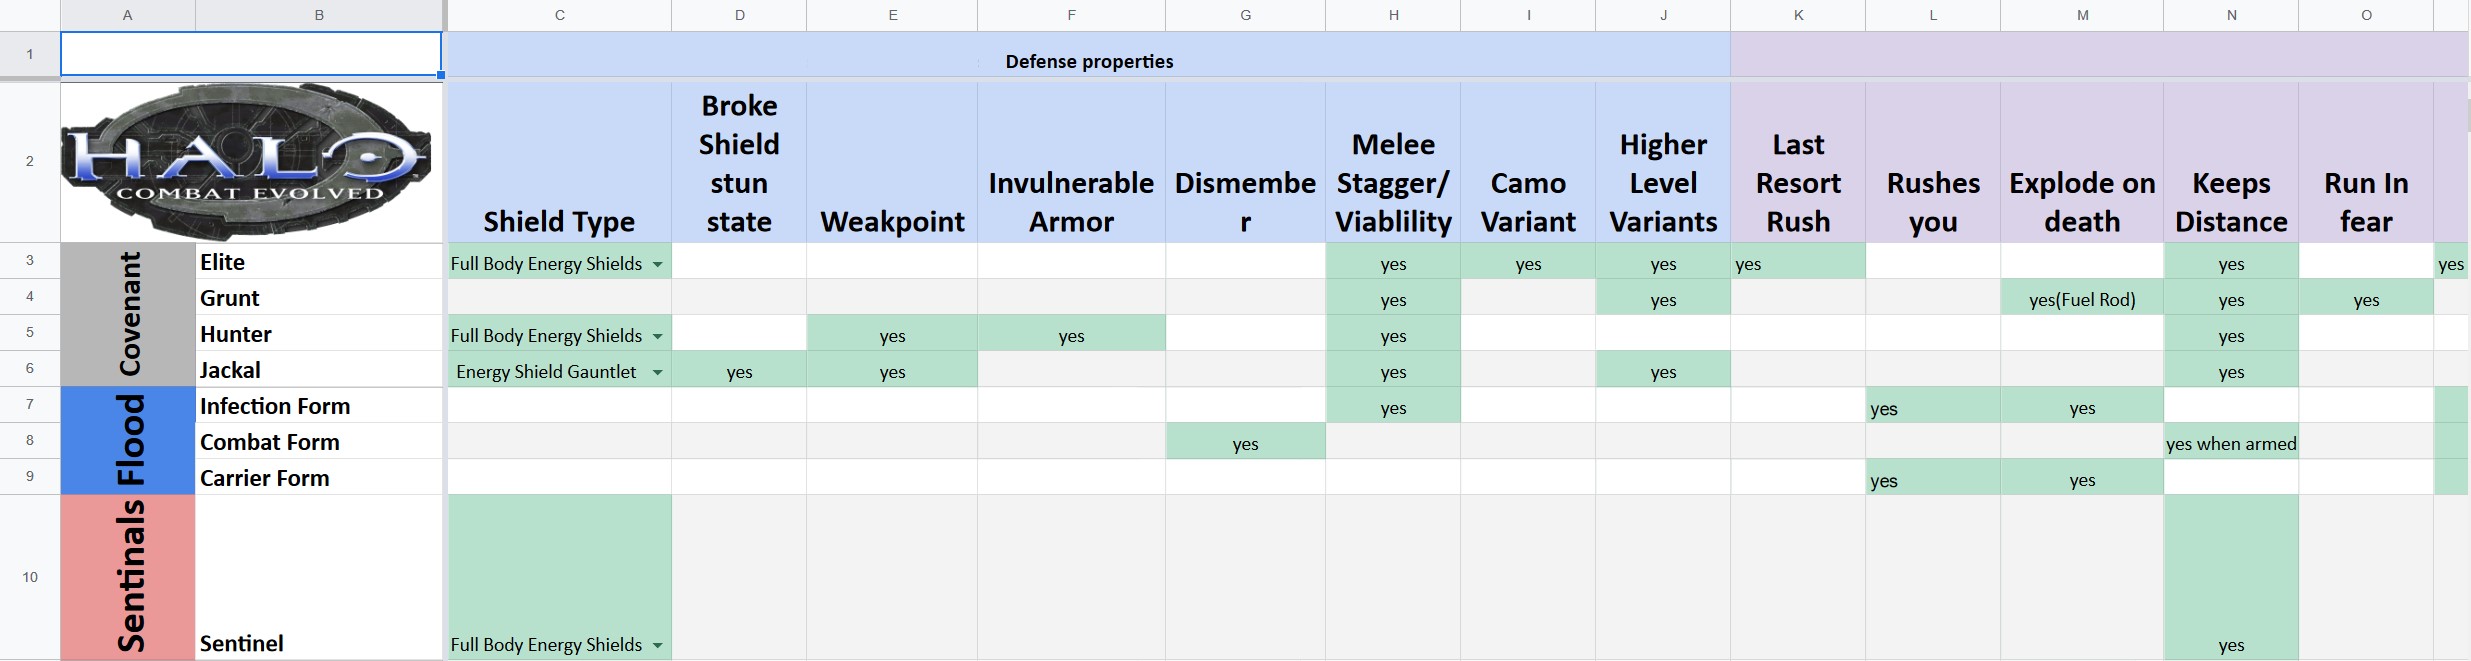 A B C D E F G H I J K L M N O
1 Defense properties
HALO
COMBAT EVOLVED
2 Shield Type Broke Shield stun state Weakpoint Invulnerable Armor Dismember Melee Stagger/ Viablility Camo Variant Higher Level Variants Last Resort Rush Rushes you Explode on death Keeps Distance Run In fear
Covenant
3 Elite Full Body Energy Shields yes yes yes yes yes yes
4 Grunt yes yes yes(Fuel Rod) yes yes
5 Hunter Full Body Energy Shields yes yes yes yes
6 Jackal Energy Shield Gauntlet yes yes yes yes yes
Flood
7 Infection Form yes yes yes
8 Combat Form yes yes when armed
9 Carrier Form yes yes
Sentinals
10 Sentinel Full Body Energy Shields yes